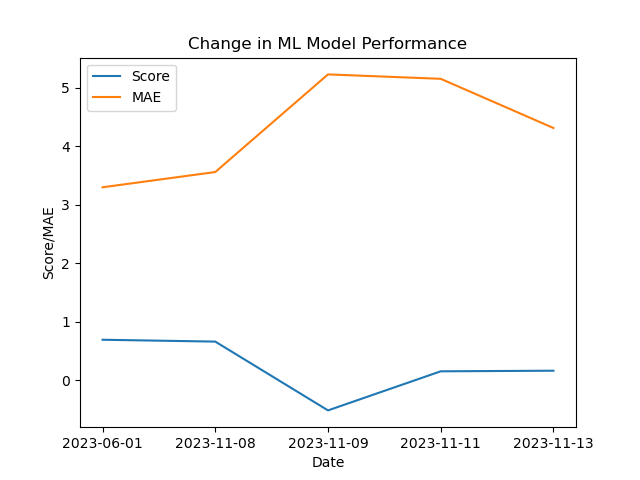 Change in ML Model Performance
Score
MAE
5
4
3
2
1
0
Score/MAE
2023-06-01 2023-11-08 2023-11-09 2023-11-11 2023-11-13
Date